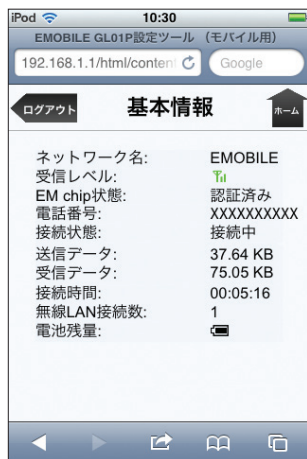 iPod 10:30
EMOBILE GL01P設定ツール （モバイル用）
192.168.1.1/html/content Google
ログアウト 基本情報 ホーム
ネットワーク名: EMOBILE
受信レベル:
EM chip状態: 認証済み
電話番号: XXXXXXXXXX
接続状態: 接続中
送信データ: 37.64 KB
受信データ: 75.05 KB
接続時間: 00:05:16
無線LAN接続数: 1
電池残量: